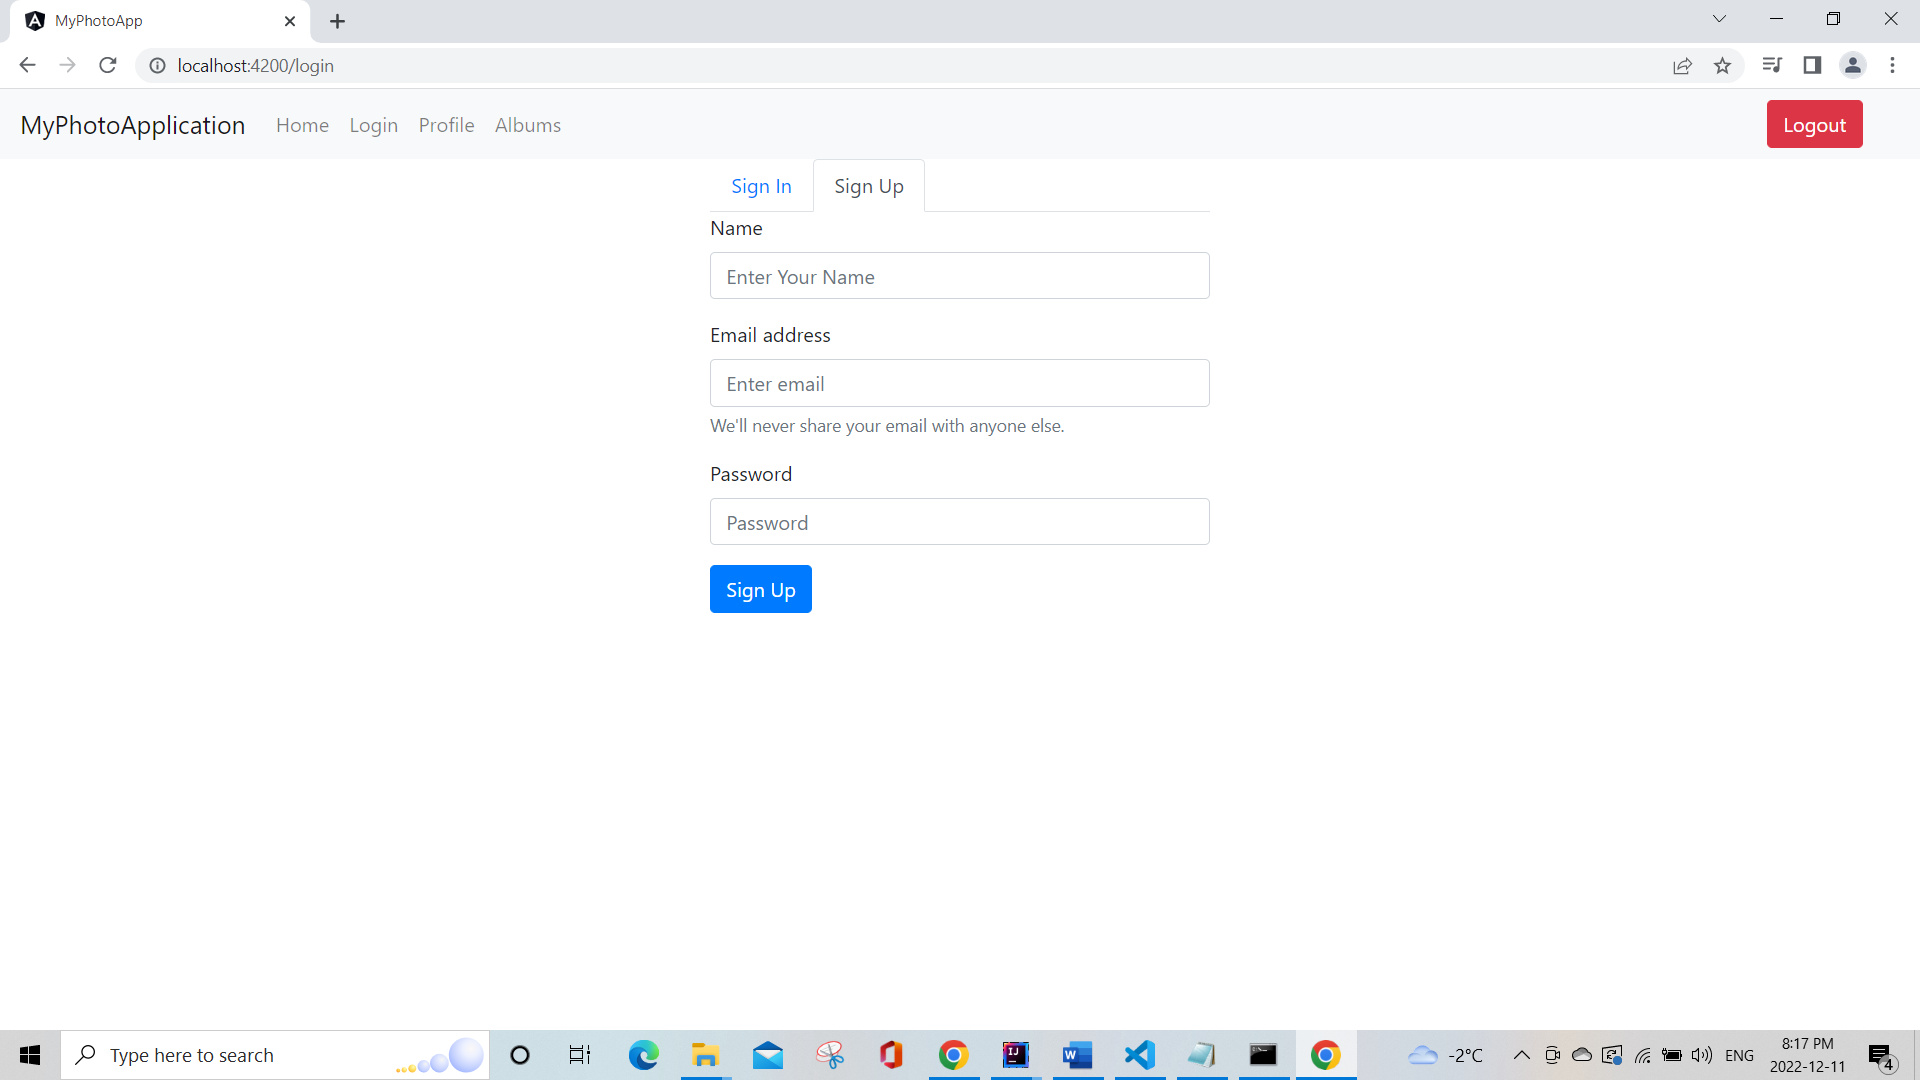 MyPhotoApp
localhost:4200/login
MyPhotoApplication Home Login Profile Albums Logout
Sign In Sign Up
Name
Enter Your Name
Email address
Enter email
We'll never share your email with anyone else.
Password
Password
Sign Up
Type here to search
-2°C
ENG
8:17 PM
2022-12-11
4